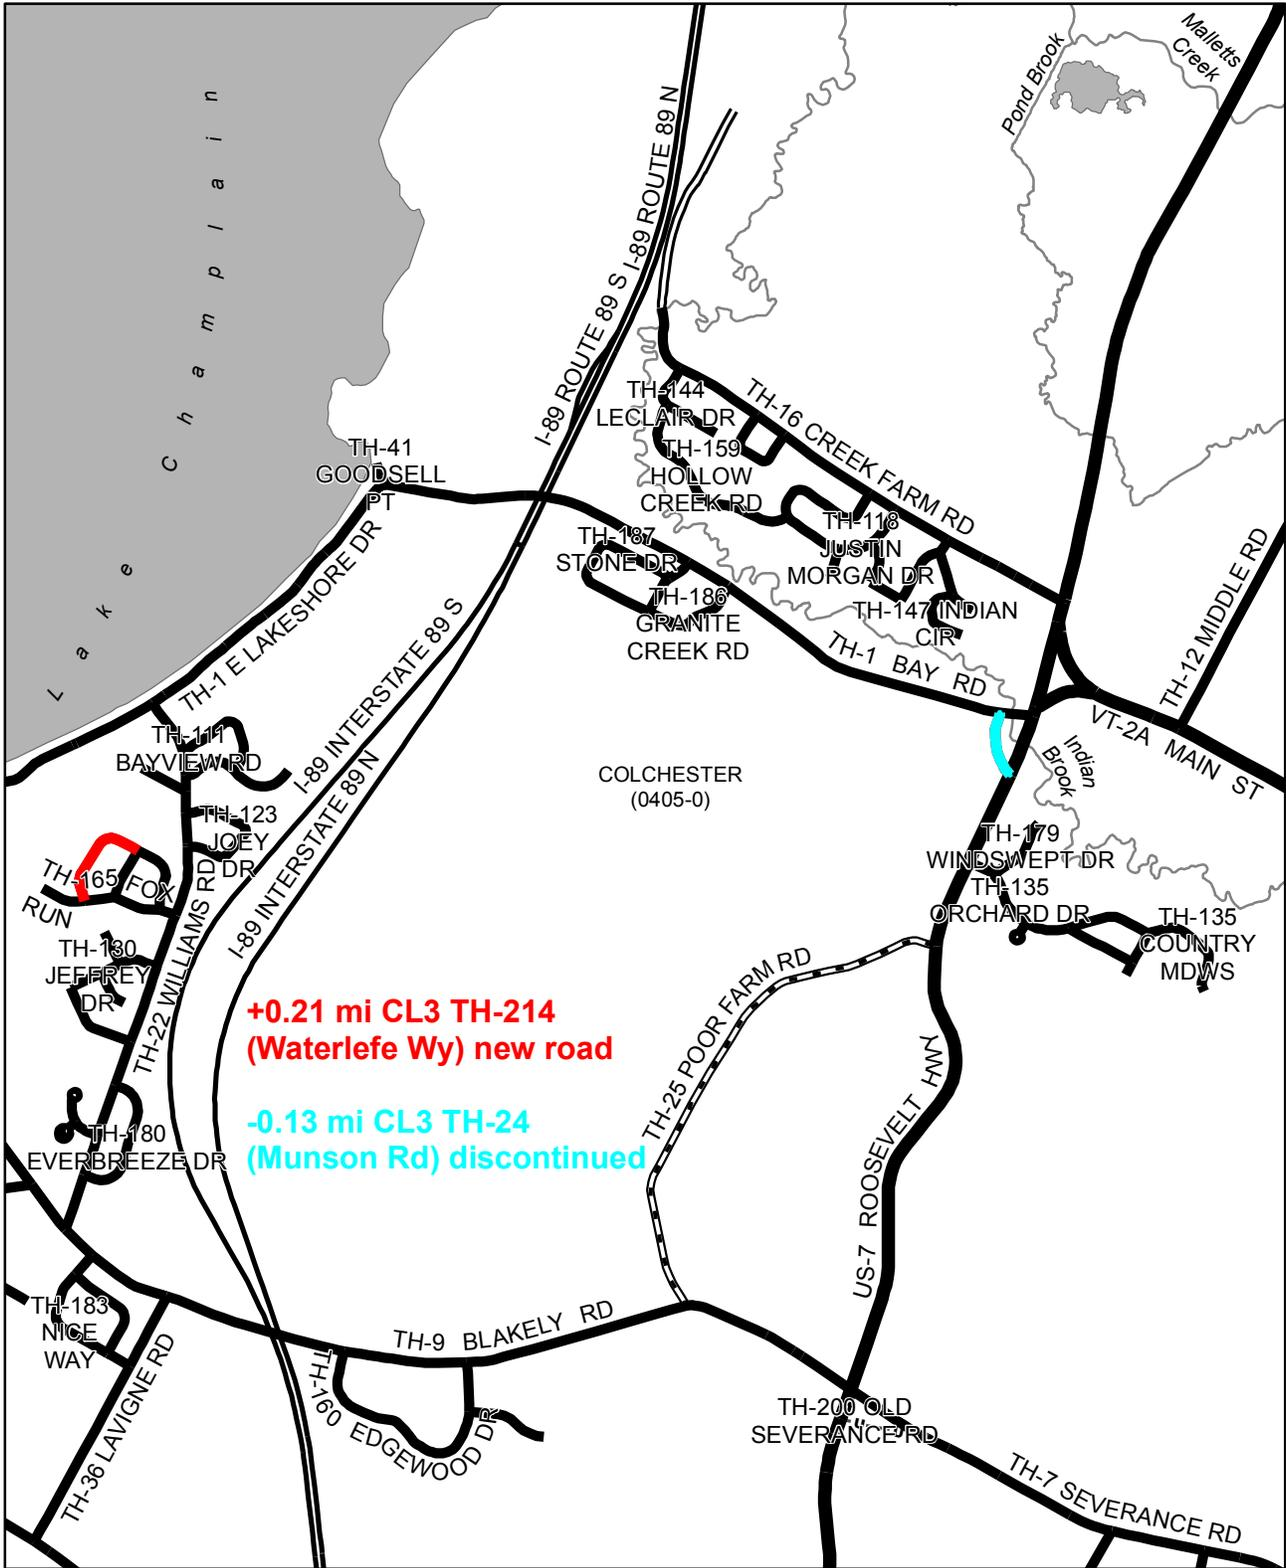 Malletts
Creek
Pond Brook
Lake Champlain
I-89 ROUTE 89 N
I-89 ROUTE 89 S
TH-144
LECLAIR DR
TH-16 CREEK FARM RD
TH-41
GOODSELL
PT
TH-159
HOLLOW
CREEK RD
TH-187
STONE DR
TH-118
JUSTIN
MORGAN DR
TH-186
GRANITE
CREEK RD
TH-147 INDIAN
CIR
TH-12 MIDDLE RD
TH-1 E LAKESHORE DR
TH-1 BAY RD
VT-2A MAIN ST
Indian
Brook
TH-111
BAYVIEW RD
I-89 INTERSTATE 89 S
I-89 INTERSTATE 89 N
COLCHESTER
(0405-0)
TH-123
JOEY
DR
TH-179
WINDSWEPT DR
TH-165 FOX
RUN
TH-135
ORCHARD DR
TH-135
COUNTRY
MDWS
TH-130
JEFFREY
DR
TH-22 WILLIAMS RD
TH-25 POOR FARM RD
+0.21 mi CL3 TH-214
(Waterlefe Wy) new road
-0.13 mi CL3 TH-24
(Munson Rd) discontinued
TH-180
EVERBREEZE DR
US-7 ROOSEVELT HWY
TH-183
NICE
WAY
TH-9 BLAKELY RD
TH-36 LAVIGNE RD
TH-160 EDGEWOOD DR
TH-200 OLD
SEVERANCE RD
TH-7 SEVERANCE RD